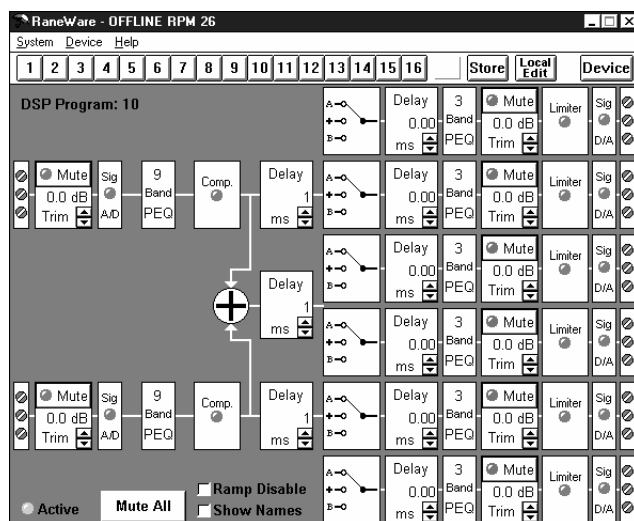 RaneWare - OFFLINE RPM 26
System Device Help
1 2 3 4 5 6 7 8 9 10 11 12 13 14 15 16 Store Local Edit Device
DSP Program: 10
A + B Delay 0.00 ms 3 Band PEQ Mute 0.0 dB Trim Limiter Sig D/A
Mute 0.0 dB Trim Sig A/D 9 Band PEQ Comp. Delay 1 ms A + B Delay 0.00 ms 3 Band PEQ Mute 0.0 dB Trim Limiter Sig D/A
A + B Delay 0.00 ms 3 Band PEQ Mute 0.0 dB Trim Limiter Sig D/A
+ Delay 1 ms
A + B Delay 0.00 ms 3 Band PEQ Mute 0.0 dB Trim Limiter Sig D/A
Mute 0.0 dB Trim Sig A/D 9 Band PEQ Comp. Delay 1 ms A + B Delay 0.00 ms 3 Band PEQ Mute 0.0 dB Trim Limiter Sig D/A
A + B Delay 0.00 ms 3 Band PEQ Mute 0.0 dB Trim Limiter Sig D/A
Active Mute All Ramp Disable
Show Names